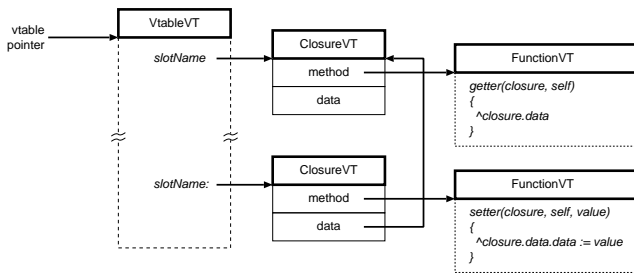 vtable
pointer
VtableVT
slotName
slotName:
ClosureVT
method
data
FunctionVT
getter(closure, self)
{
^closure.data
}
ClosureVT
method
data
FunctionVT
setter(closure, self, value)
{
^closure.data.data := value
}